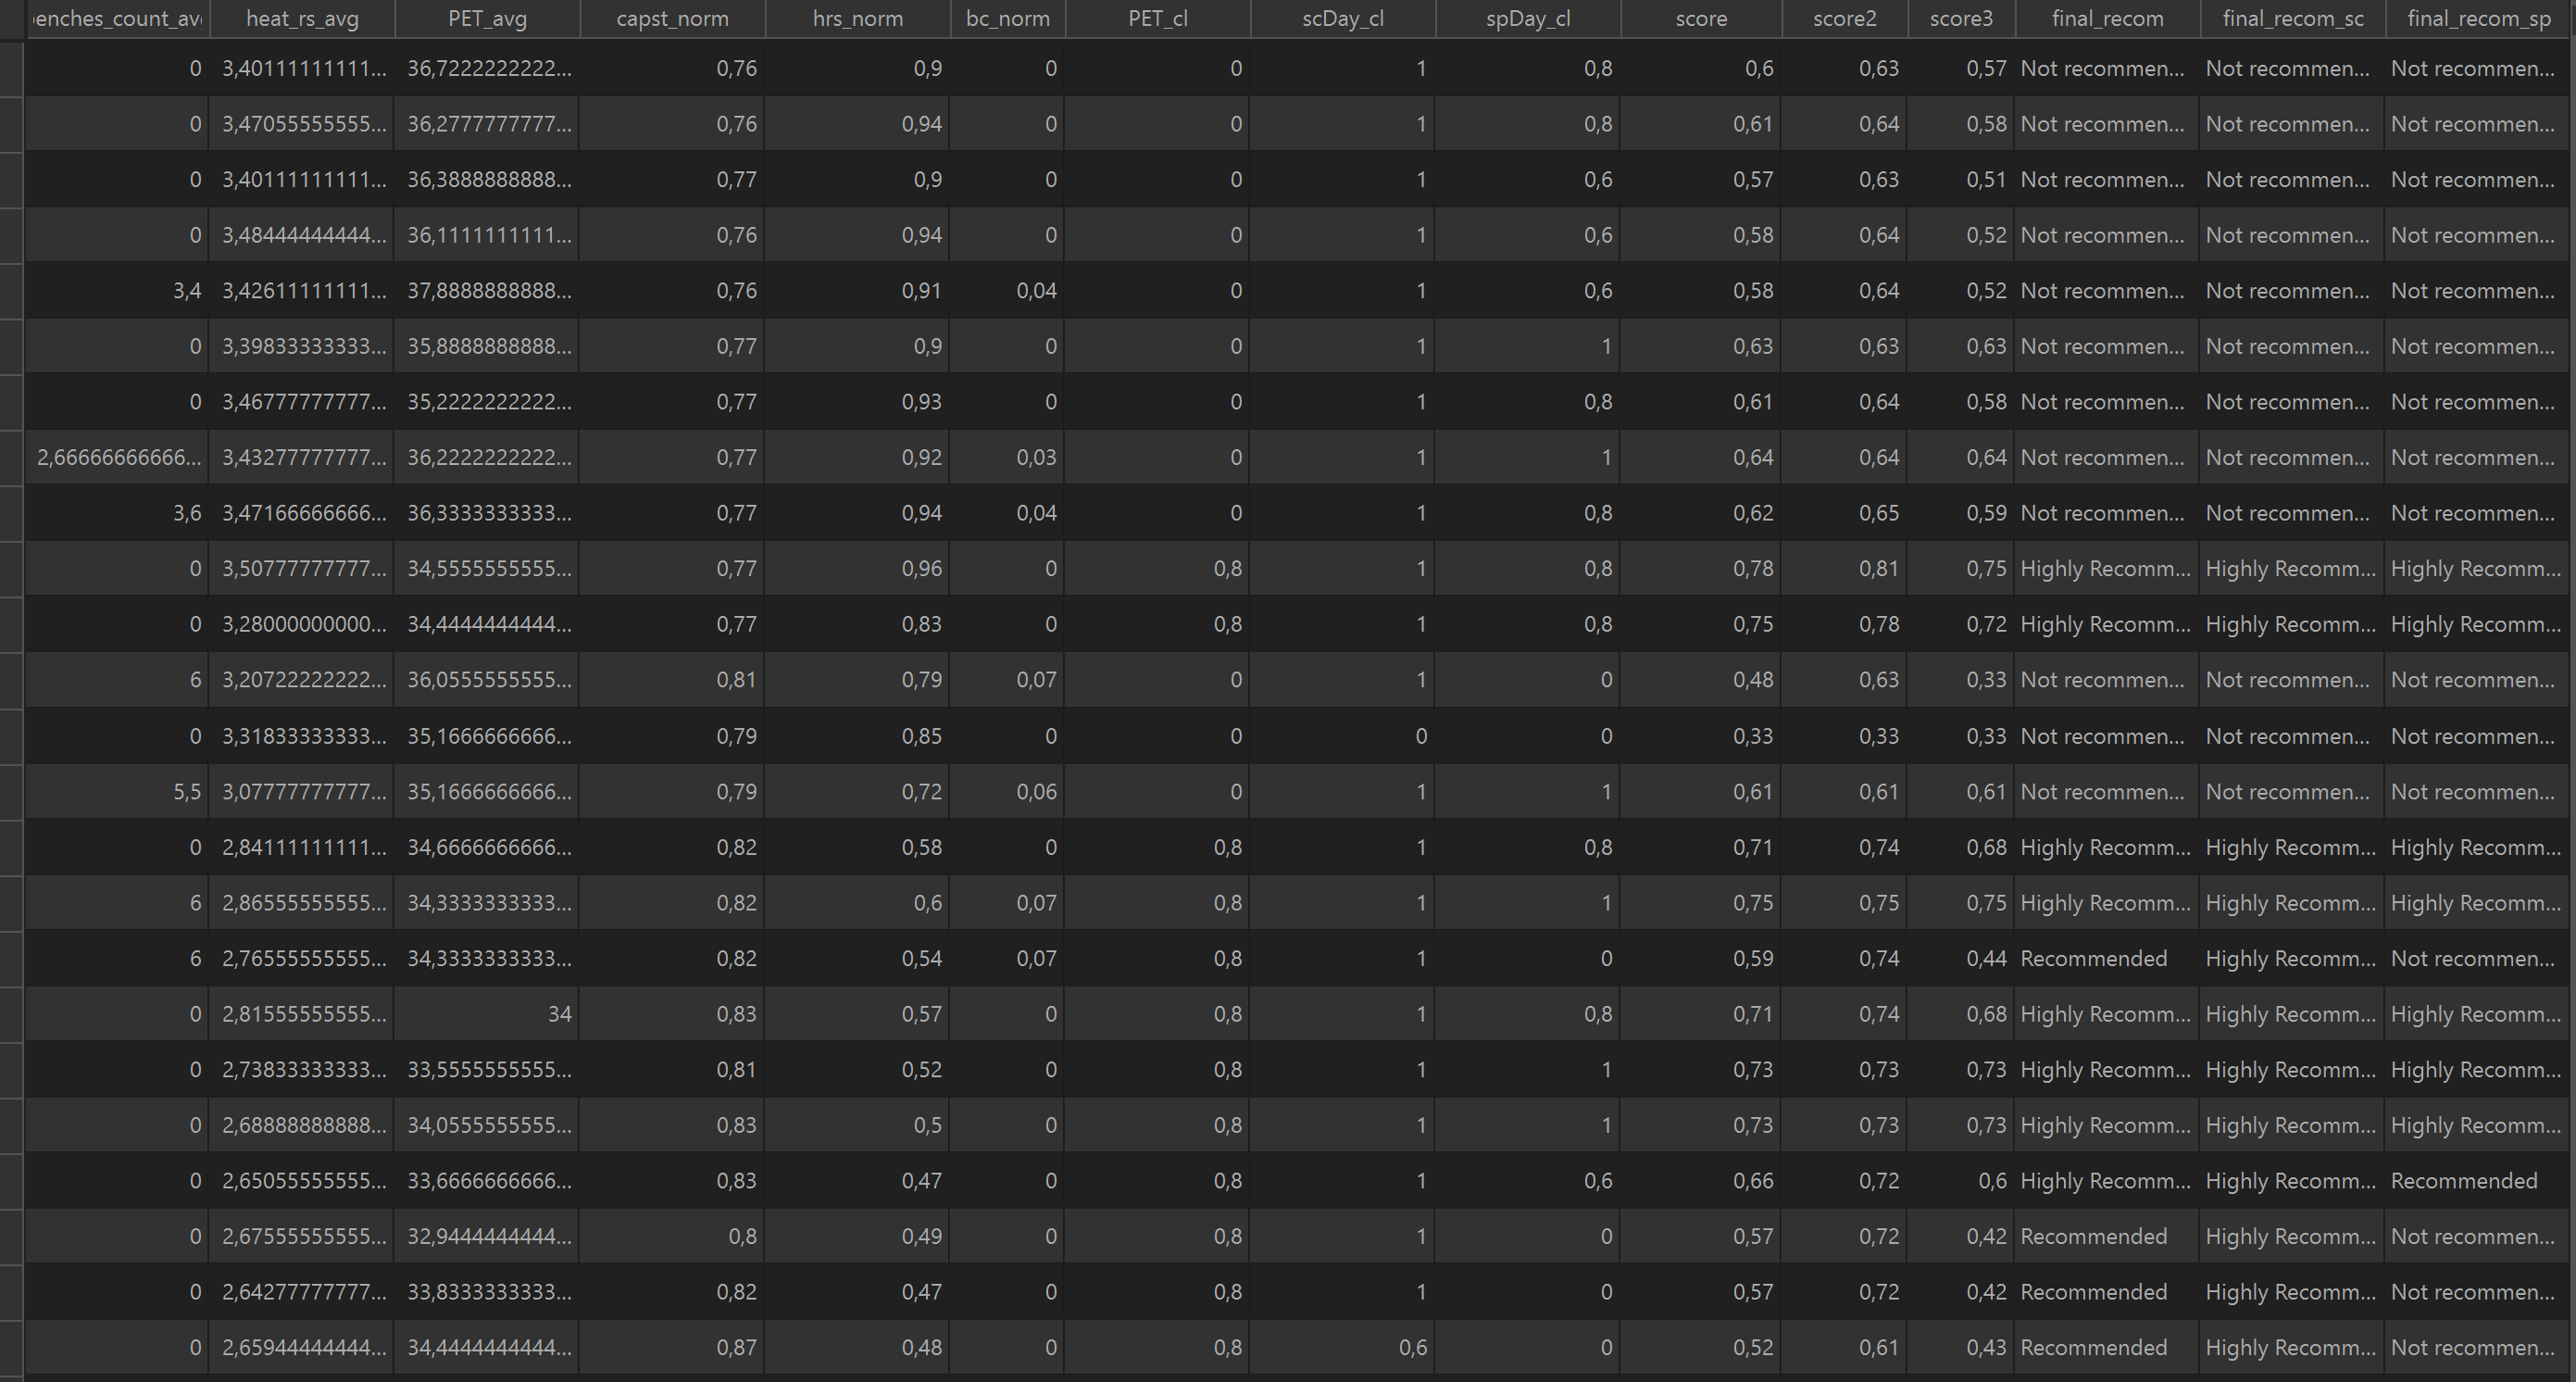 enches_count_av heat_rs_avg PET_avg capst_norm hrs_norm bc_norm PET_cl scDay_cl spDay_cl score score2 score3 final_recom final_recom_sc final_recom_sp
0 3,40111111111... 36,7222222222... 0,76 0,9 0 0 1 0,8 0,6 0,63 0,57 Not recommen... Not recommen... Not recommen...
0 3,47055555555... 36,2777777777... 0,76 0,94 0 0 1 0,8 0,61 0,64 0,58 Not recommen... Not recommen... Not recommen...
0 3,40111111111... 36,3888888888... 0,77 0,9 0 0 1 0,6 0,57 0,63 0,51 Not recommen... Not recommen... Not recommen...
0 3,48444444444... 36,1111111111... 0,76 0,94 0 0 1 0,6 0,58 0,64 0,52 Not recommen... Not recommen... Not recommen...
3,4 3,42611111111... 37,8888888888... 0,76 0,91 0,04 0 1 0,6 0,58 0,64 0,52 Not recommen... Not recommen... Not recommen...
0 3,39833333333... 35,8888888888... 0,77 0,9 0 0 1 1 0,63 0,63 0,63 Not recommen... Not recommen... Not recommen...
0 3,46777777777... 35,2222222222... 0,77 0,93 0 0 1 0,8 0,61 0,64 0,58 Not recommen... Not recommen... Not recommen...
2,66666666666... 3,43277777777... 36,2222222222... 0,77 0,92 0,03 0 1 1 0,64 0,64 0,64 Not recommen... Not recommen... Not recommen...
3,6 3,47166666666... 36,3333333333... 0,77 0,94 0,04 0 1 0,8 0,62 0,65 0,59 Not recommen... Not recommen... Not recommen...
0 3,50777777777... 34,5555555555... 0,77 0,96 0 0,8 1 0,8 0,78 0,81 0,75 Highly Recomm... Highly Recomm... Highly Recomm...
0 3,28000000000... 34,4444444444... 0,77 0,83 0 0,8 1 0,8 0,75 0,78 0,72 Highly Recomm... Highly Recomm... Highly Recomm...
6 3,20722222222... 36,0555555555... 0,81 0,79 0,07 0 1 0 0,48 0,63 0,33 Not recommen... Not recommen... Not recommen...
0 3,31833333333... 35,1666666666... 0,79 0,85 0 0 0 0 0,33 0,33 0,33 Not recommen... Not recommen... Not recommen...
5,5 3,07777777777... 35,1666666666... 0,79 0,72 0,06 0 1 1 0,61 0,61 0,61 Not recommen... Not recommen... Not recommen...
0 2,84111111111... 34,6666666666... 0,82 0,58 0 0,8 1 0,8 0,71 0,74 0,68 Highly Recomm... Highly Recomm... Highly Recomm...
6 2,86555555555... 34,3333333333... 0,82 0,6 0,07 0,8 1 1 0,75 0,75 0,75 Highly Recomm... Highly Recomm... Highly Recomm...
6 2,76555555555... 34,3333333333... 0,82 0,54 0,07 0,8 1 0 0,59 0,74 0,44 Recommended Highly Recomm... Not recommen...
0 2,81555555555... 34 0,83 0,57 0 0,8 1 0,8 0,71 0,74 0,68 Highly Recomm... Highly Recomm... Highly Recomm...
0 2,73833333333... 33,5555555555... 0,81 0,52 0 0,8 1 1 0,73 0,73 0,73 Highly Recomm... Highly Recomm... Highly Recomm...
0 2,68888888888... 34,0555555555... 0,83 0,5 0 0,8 1 1 0,73 0,73 0,73 Highly Recomm... Highly Recomm... Highly Recomm...
0 2,65055555555... 33,6666666666... 0,83 0,47 0 0,8 1 0,6 0,66 0,72 0,6 Highly Recomm... Highly Recomm... Recommended
0 2,67555555555... 32,9444444444... 0,8 0,49 0 0,8 1 0 0,57 0,72 0,42 Recommended Highly Recomm... Not recommen...
0 2,64277777777... 33,8333333333... 0,82 0,47 0 0,8 1 0 0,57 0,72 0,42 Recommended Highly Recomm... Not recommen...
0 2,65944444444... 34,4444444444... 0,87 0,48 0 0,8 0,6 0 0,52 0,61 0,43 Recommended Highly Recomm... Not recommen...